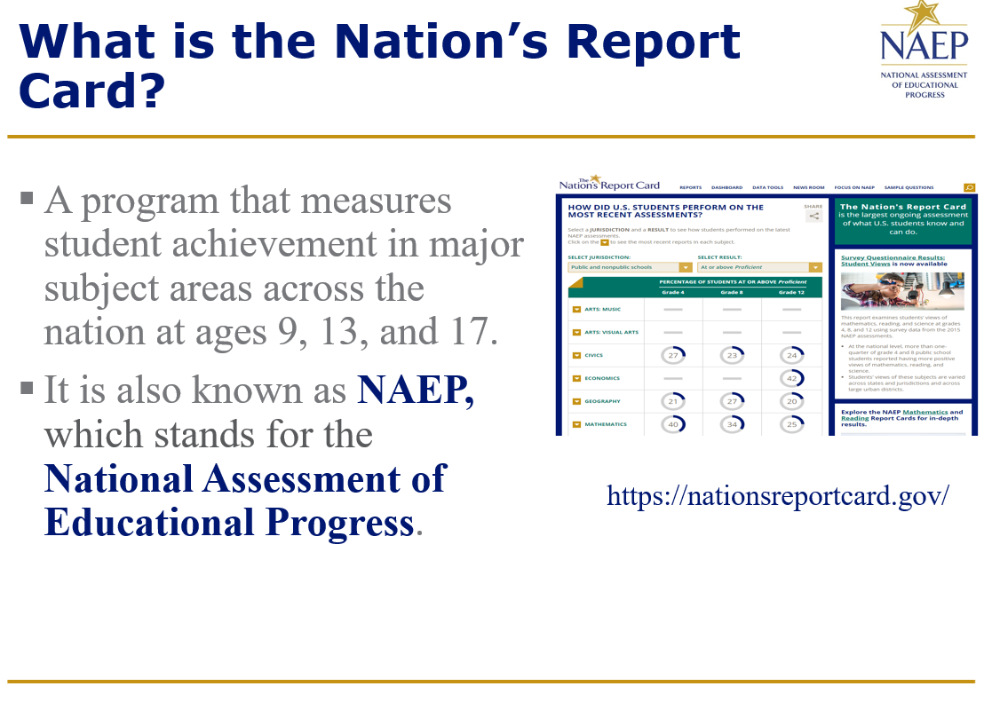 What is the Nation's Report
Card?
NAEP
NATIONAL ASSESSMENT
OF EDUCATIONAL
PROGRESS
▪ A program that measures
student achievement in major
subject areas across the
nation at ages 9, 13, and 17.
▪ It is also known as NAEP,
which stands for the
National Assessment of
Educational Progress.
The
Nation's Report Card
REPORTS DASHBOARD DATA TOOLS NEWS ROOM FOCUS ON NAEP SAMPLE QUESTIONS
HOW DID U.S. STUDENTS PERFORM ON THE
MOST RECENT ASSESSMENTS?
SHARE
Select a JURISDICTION and a RESULT to see how students performed on the latest
NAEP assessments.
Click on the to see the most recent reports in each subject.
SELECT JURISDICTION: SELECT RESULT:
Public and nonpublic schools At or above Proficient
PERCENTAGE OF STUDENTS AT OR ABOVE Proficient
Grade 4 Grade 8 Grade 12
ARTS: MUSIC
ARTS: VISUAL ARTS
CIVICS 27 23 24
ECONOMICS 42
GEOGRAPHY 21 27 20
MATHEMATICS 40 34 25
The Nation's Report Card
is the largest ongoing assessment
of what U.S. students know and
can do.
Survey Questionnaire Results:
Student Views is now available
This report examines students' views of
mathematics, reading, and science at grades
4, 8, and 12 using survey data from the 2015
NAEP assessments.
• At the national level, more than one-
quarter of grade 4 and 8 public school
students reported having more positive
views of mathematics, reading, and
science.
• Students' views of these subjects are varied
across states and jurisdictions and across
large urban districts.
Explore the NAEP Mathematics and
Reading Report Cards for in-depth
results.
https://nationsreportcard.gov/